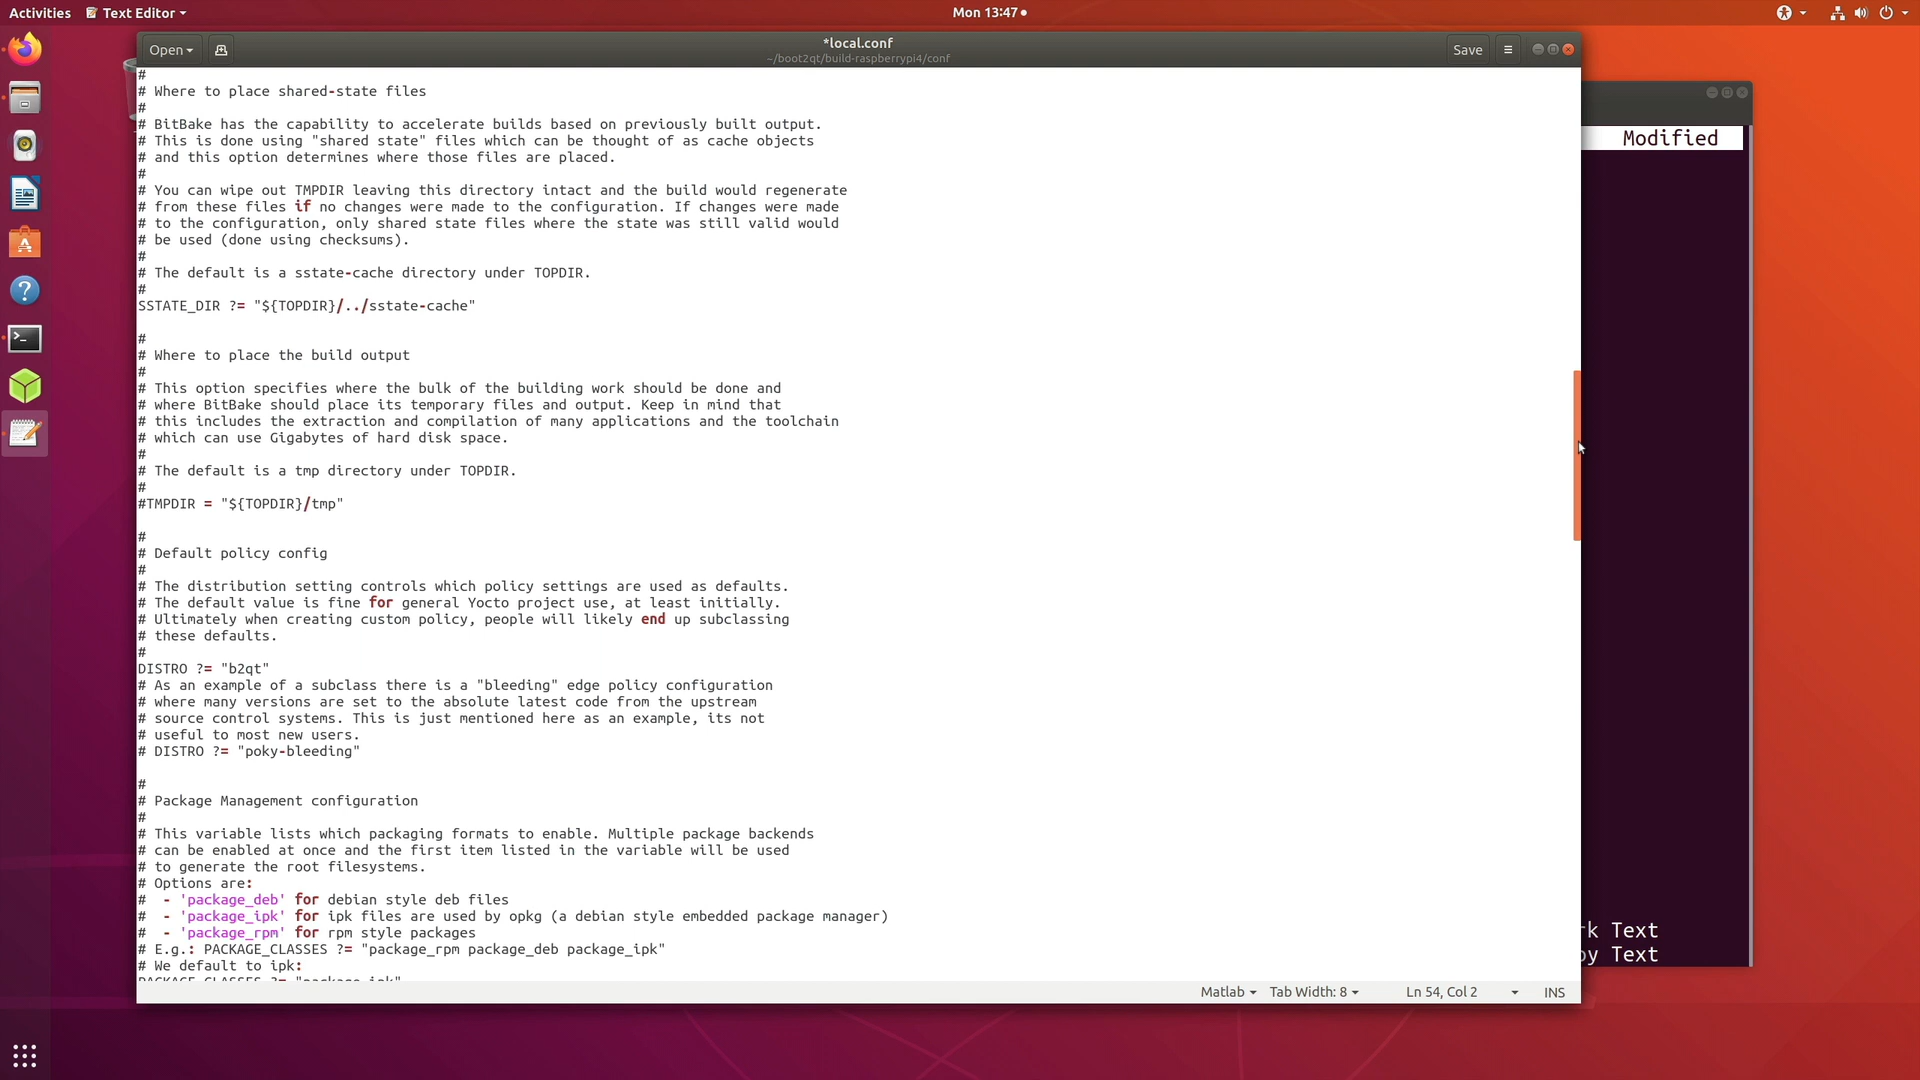 Activities
Text Editor
Mon 13:47
Open
*local.conf
~/boot2qt/build-raspberrypi4/conf
Save
Modified
#
# Where to place shared-state files
#
# BitBake has the capability to accelerate builds based on previously built output.
# This is done using "shared state" files which can be thought of as cache objects
# and this option determines where those files are placed.
#
# You can wipe out TMPDIR leaving this directory intact and the build would regenerate
# from these files if no changes were made to the configuration. If changes were made
# to the configuration, only shared state files where the state was still valid would
# be used (done using checksums).
#
# The default is a sstate-cache directory under TOPDIR.
#
SSTATE_DIR ?= "${TOPDIR}/../sstate-cache"
#
# Where to place the build output
#
# This option specifies where the bulk of the building work should be done and
# where BitBake should place its temporary files and output. Keep in mind that
# this includes the extraction and compilation of many applications and the toolchain
# which can use Gigabytes of hard disk space.
#
# The default is a tmp directory under TOPDIR.
#
#TMPDIR = "${TOPDIR}/tmp"
#
# Default policy config
#
# The distribution setting controls which policy settings are used as defaults.
# The default value is fine for general Yocto project use, at least initially.
# Ultimately when creating custom policy, people will likely end up subclassing
# these defaults.
#
DISTRO ?= "b2qt"
# As an example of a subclass there is a "bleeding" edge policy configuration
# where many versions are set to the absolute latest code from the upstream
# source control systems. This is just mentioned here as an example, its not
# useful to most new users.
# DISTRO ?= "poky-bleeding"
#
# Package Management configuration
#
# This variable lists which packaging formats to enable. Multiple package backends
# can be enabled at once and the first item listed in the variable will be used
# to generate the root filesystems.
# Options are:
#  - 'package_deb' for debian style deb files
#  - 'package_ipk' for ipk files are used by opkg (a debian style embedded package manager)
#  - 'package_rpm' for rpm style packages
# E.g.: PACKAGE_CLASSES ?= "package_rpm package_deb package_ipk"
# We default to ipk:
PACKAGE_CLASSES ?= "package_ipk"
rk Text
py Text
Matlab
Tab Width: 8
Ln 54, Col 2
INS